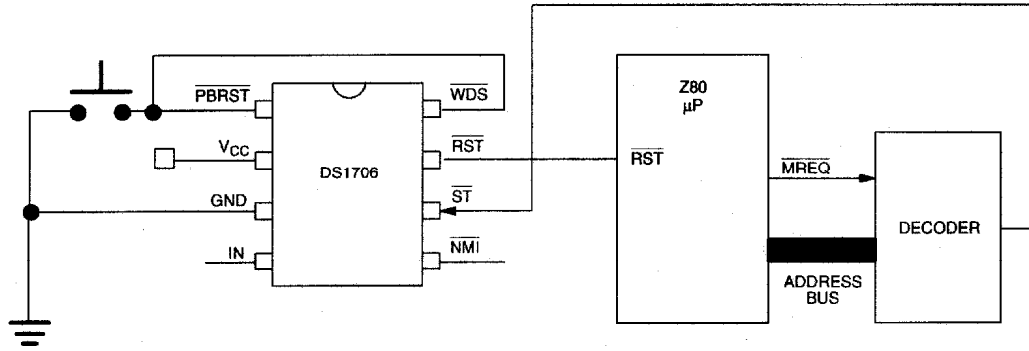 PBRST
VCC
GND
IN
DS1706
WDS
RST
ST
NMI
Z80
µP
RST
MREQ
ADDRESS
BUS
DECODER